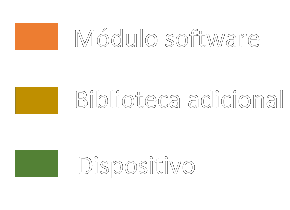 Módulo software
Biblioteca adicional
Dispositivo